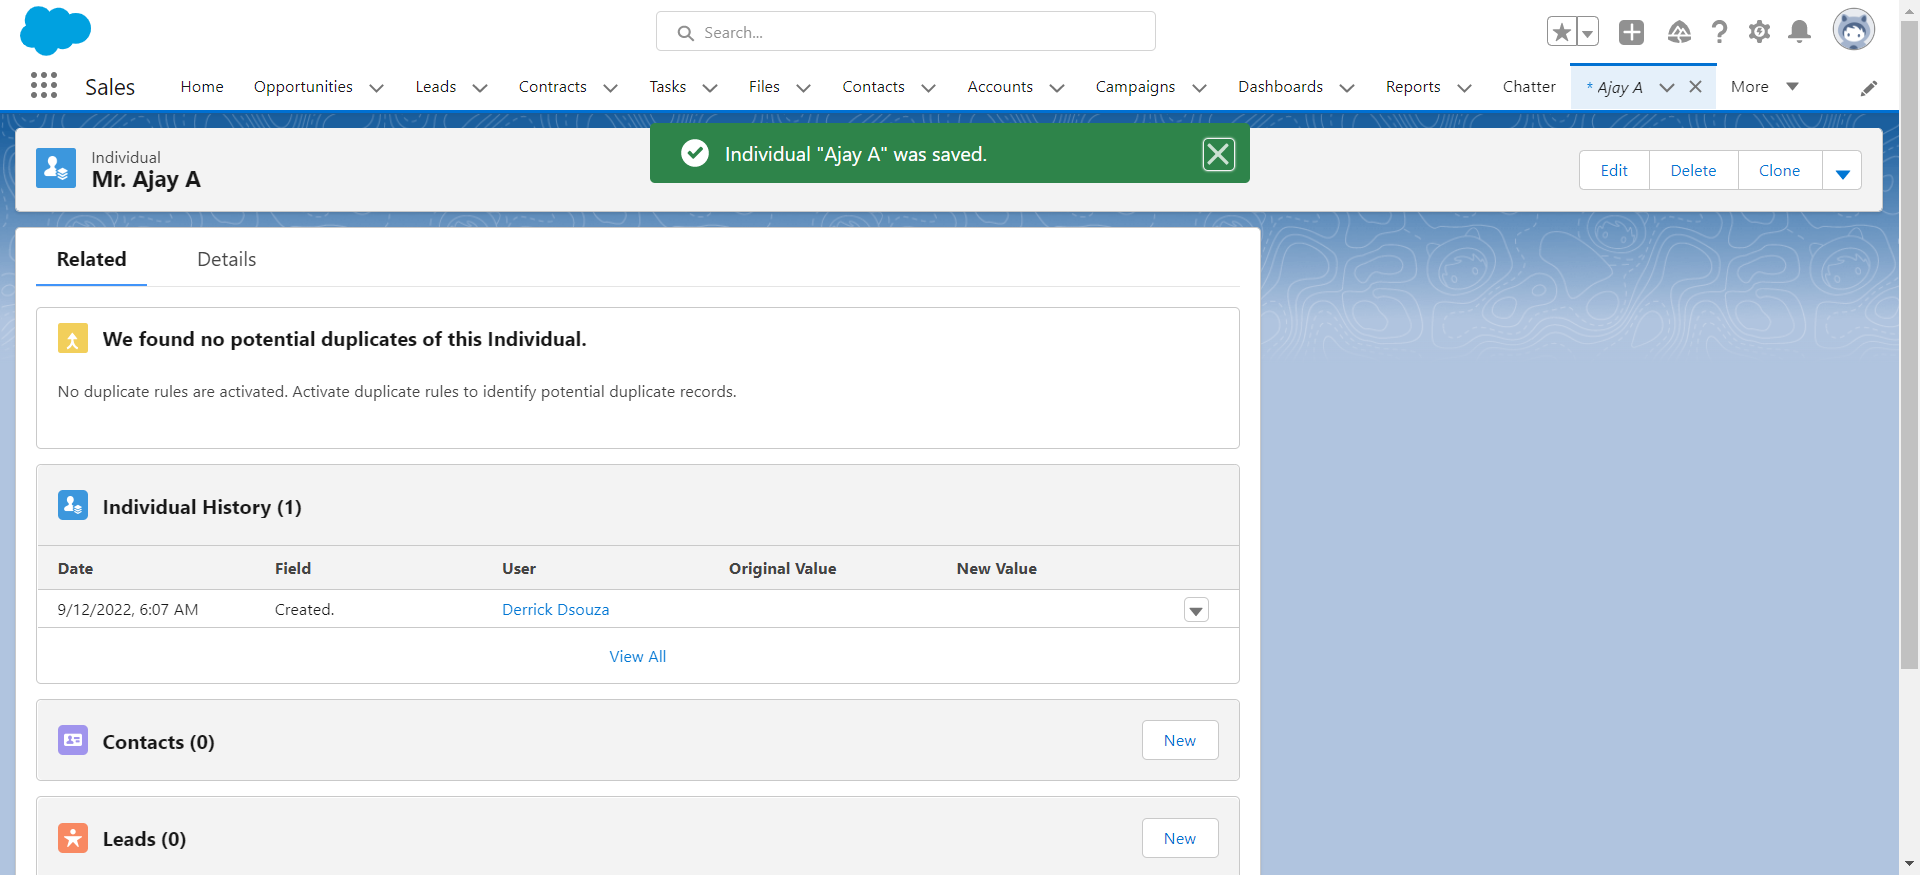 Search...
Sales
Home
Opportunities
Leads
Contracts
Tasks
Files
Contacts
Accounts
Campaigns
Dashboards
Reports
Chatter
* Ajay A
More
Individual
Mr. Ajay A
Individual "Ajay A" was saved.
Edit
Delete
Clone
Related
Details
We found no potential duplicates of this Individual.
No duplicate rules are activated. Activate duplicate rules to identify potential duplicate records.
Individual History (1)
Date
Field
User
Original Value
New Value
9/12/2022, 6:07 AM
Created.
Derrick Dsouza
View All
Contacts (0)
New
Leads (0)
New